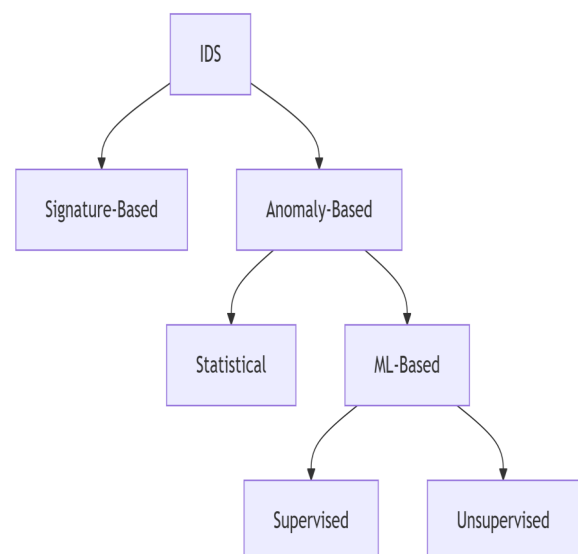 IDS
Signature-Based
Anomaly-Based
Statistical
ML-Based
Supervised
Unsupervised